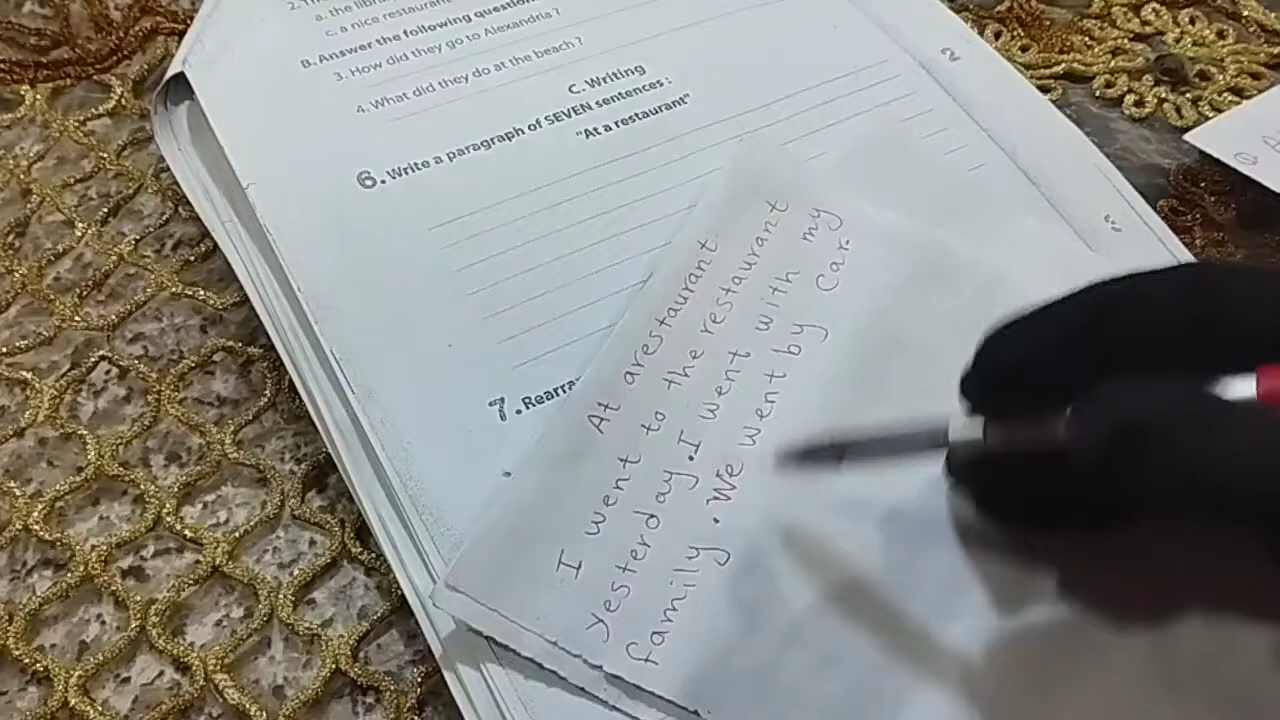 a. the
c. a nice restaurant
B. Answer the following
3. How did they go to Alexandria ?
4. What did they do at the beach ?
C. Writing
6. Write a paragraph of SEVEN sentences :
"At a restaurant"
7. Rearra
2
At arestaurant
I went to the restaurant
yesterday. I went with my
family. We went by car.